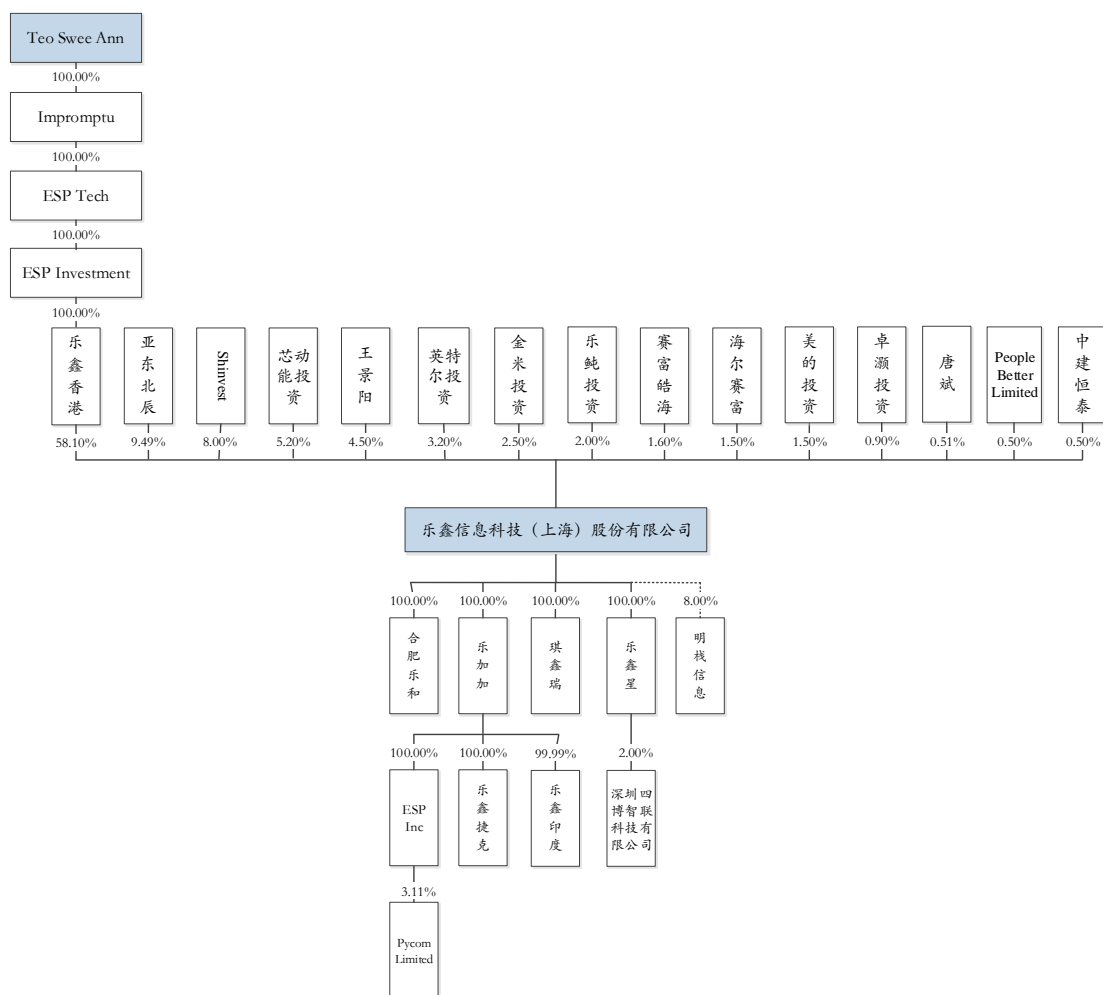 Teo Swee Ann
100.00%
Impromptu
100.00%
ESP Tech
100.00%
ESP Investment
100.00%
乐鑫香港
亚东北辰
Shinvest
芯动能投资
王景阳
英特尔投资
金米投资
乐鲀投资
赛富皓海
海尔赛富
美的投资
卓灏投资
唐斌
People
Better
Limited
中建恒泰
58.10%
9.49%
8.00%
5.20%
4.50%
3.20%
2.50%
2.00%
1.60%
1.50%
1.50%
0.90%
0.51%
0.50%
0.50%
乐鑫信息科技（上海）股份有限公司
100.00%
100.00%
100.00%
100.00%
8.00%
合肥乐和
乐加加
琪鑫瑞
乐鑫星
明栈信息
100.00%
100.00%
99.99%
2.00%
ESP
Inc
乐鑫捷克
乐鑫印度
深圳四
博智联
科技有
限公司
3.11%
Pycom
Limited